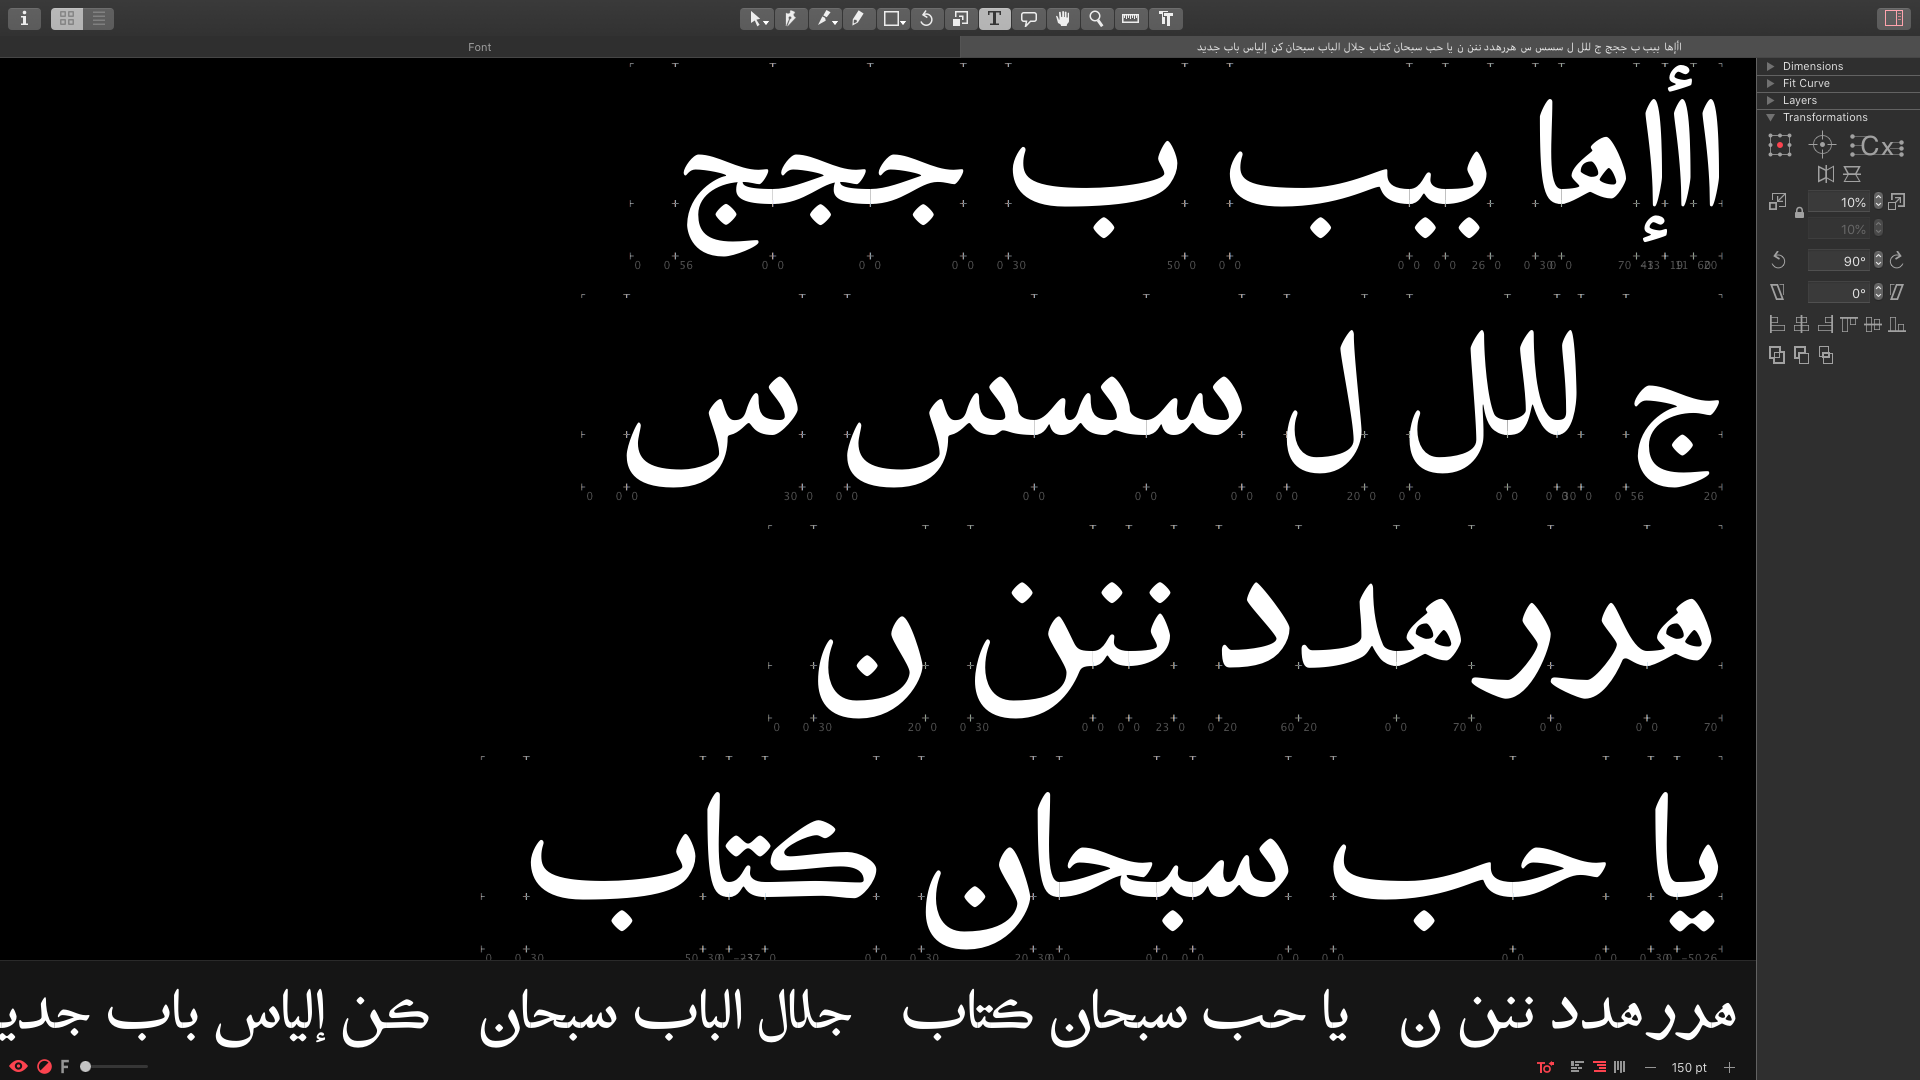 Font
اأإها ببب ب ججج ج للل ل سسس س هررهدد ننن ن يا حب سبحان كتاب جلال الباب سبحان كن إلياس باب جديد
Dimensions
Fit Curve
Layers
Transformations
10%
10%
90°
0°
اأاإها ببب ب ججج
ج للل ل سسس س
هررهدد ننن ن
يا حب سبحان كتاب
هررهدد ننن ن يا حب سبحان كتاب جلال الباب سبحان كن إلياس باب جديد
150 pt